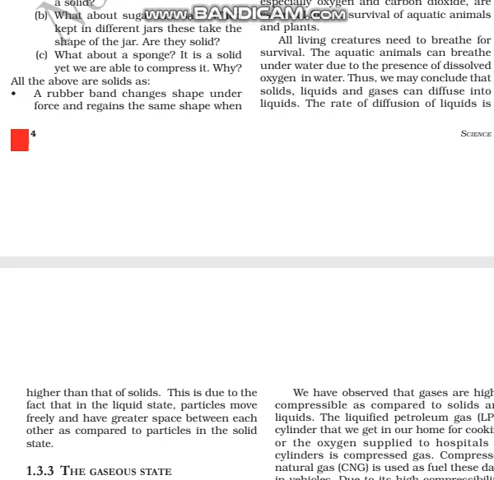 a solid?
(b) What about suga
kept in different jars these take the
shape of the jar. Are they solid?
(c) What about a sponge? It is a solid
yet we are able to compress it. Why?
All the above are solids as:
• A rubber band changes shape under
force and regains the same shape when
especially oxygen and carbon dioxide, are
survival of aquatic animals
and plants.
All living creatures need to breathe for
survival. The aquatic animals can breathe
under water due to the presence of dissolved
oxygen in water. Thus, we may conclude that
solids, liquids and gases can diffuse into
liquids. The rate of diffusion of liquids is
www.BANDICAM.com
4
SCIENCE
higher than that of solids. This is due to the
fact that in the liquid state, particles move
freely and have greater space between each
other as compared to particles in the solid
state.
1.3.3 THE GASEOUS STATE
We have observed that gases are high
compressible as compared to solids a
liquids. The liquified petroleum gas (LP
cylinder that we get in our home for cooki
or the oxygen supplied to hospitals
cylinders is compressed gas. Compress
natural gas (CNG) is used as fuel these da
in vehicles. Due to its high compressibili